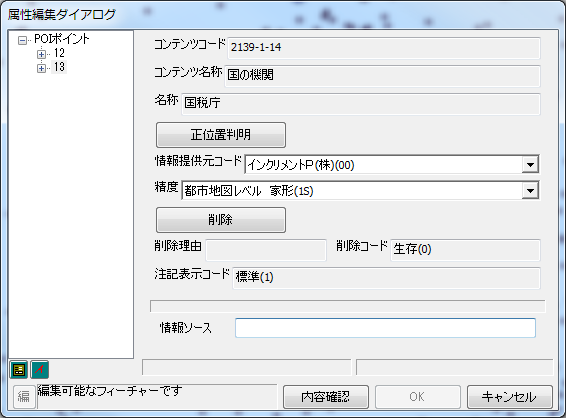 属性編集ダイアログ
POIポイント
12
13
コンテンツコード 2139-1-14
コンテンツ名称 国の機関
名称 国税庁
正位置判明
情報提供元コード インクリメントP(株)(00)
精度 都市地図レベル 家形(1S)
削除
削除理由 削除コード 生存(0)
注記表示コード 標準(1)
情報ソース
編 編集可能なフィーチャーです 内容確認 OK キャンセル